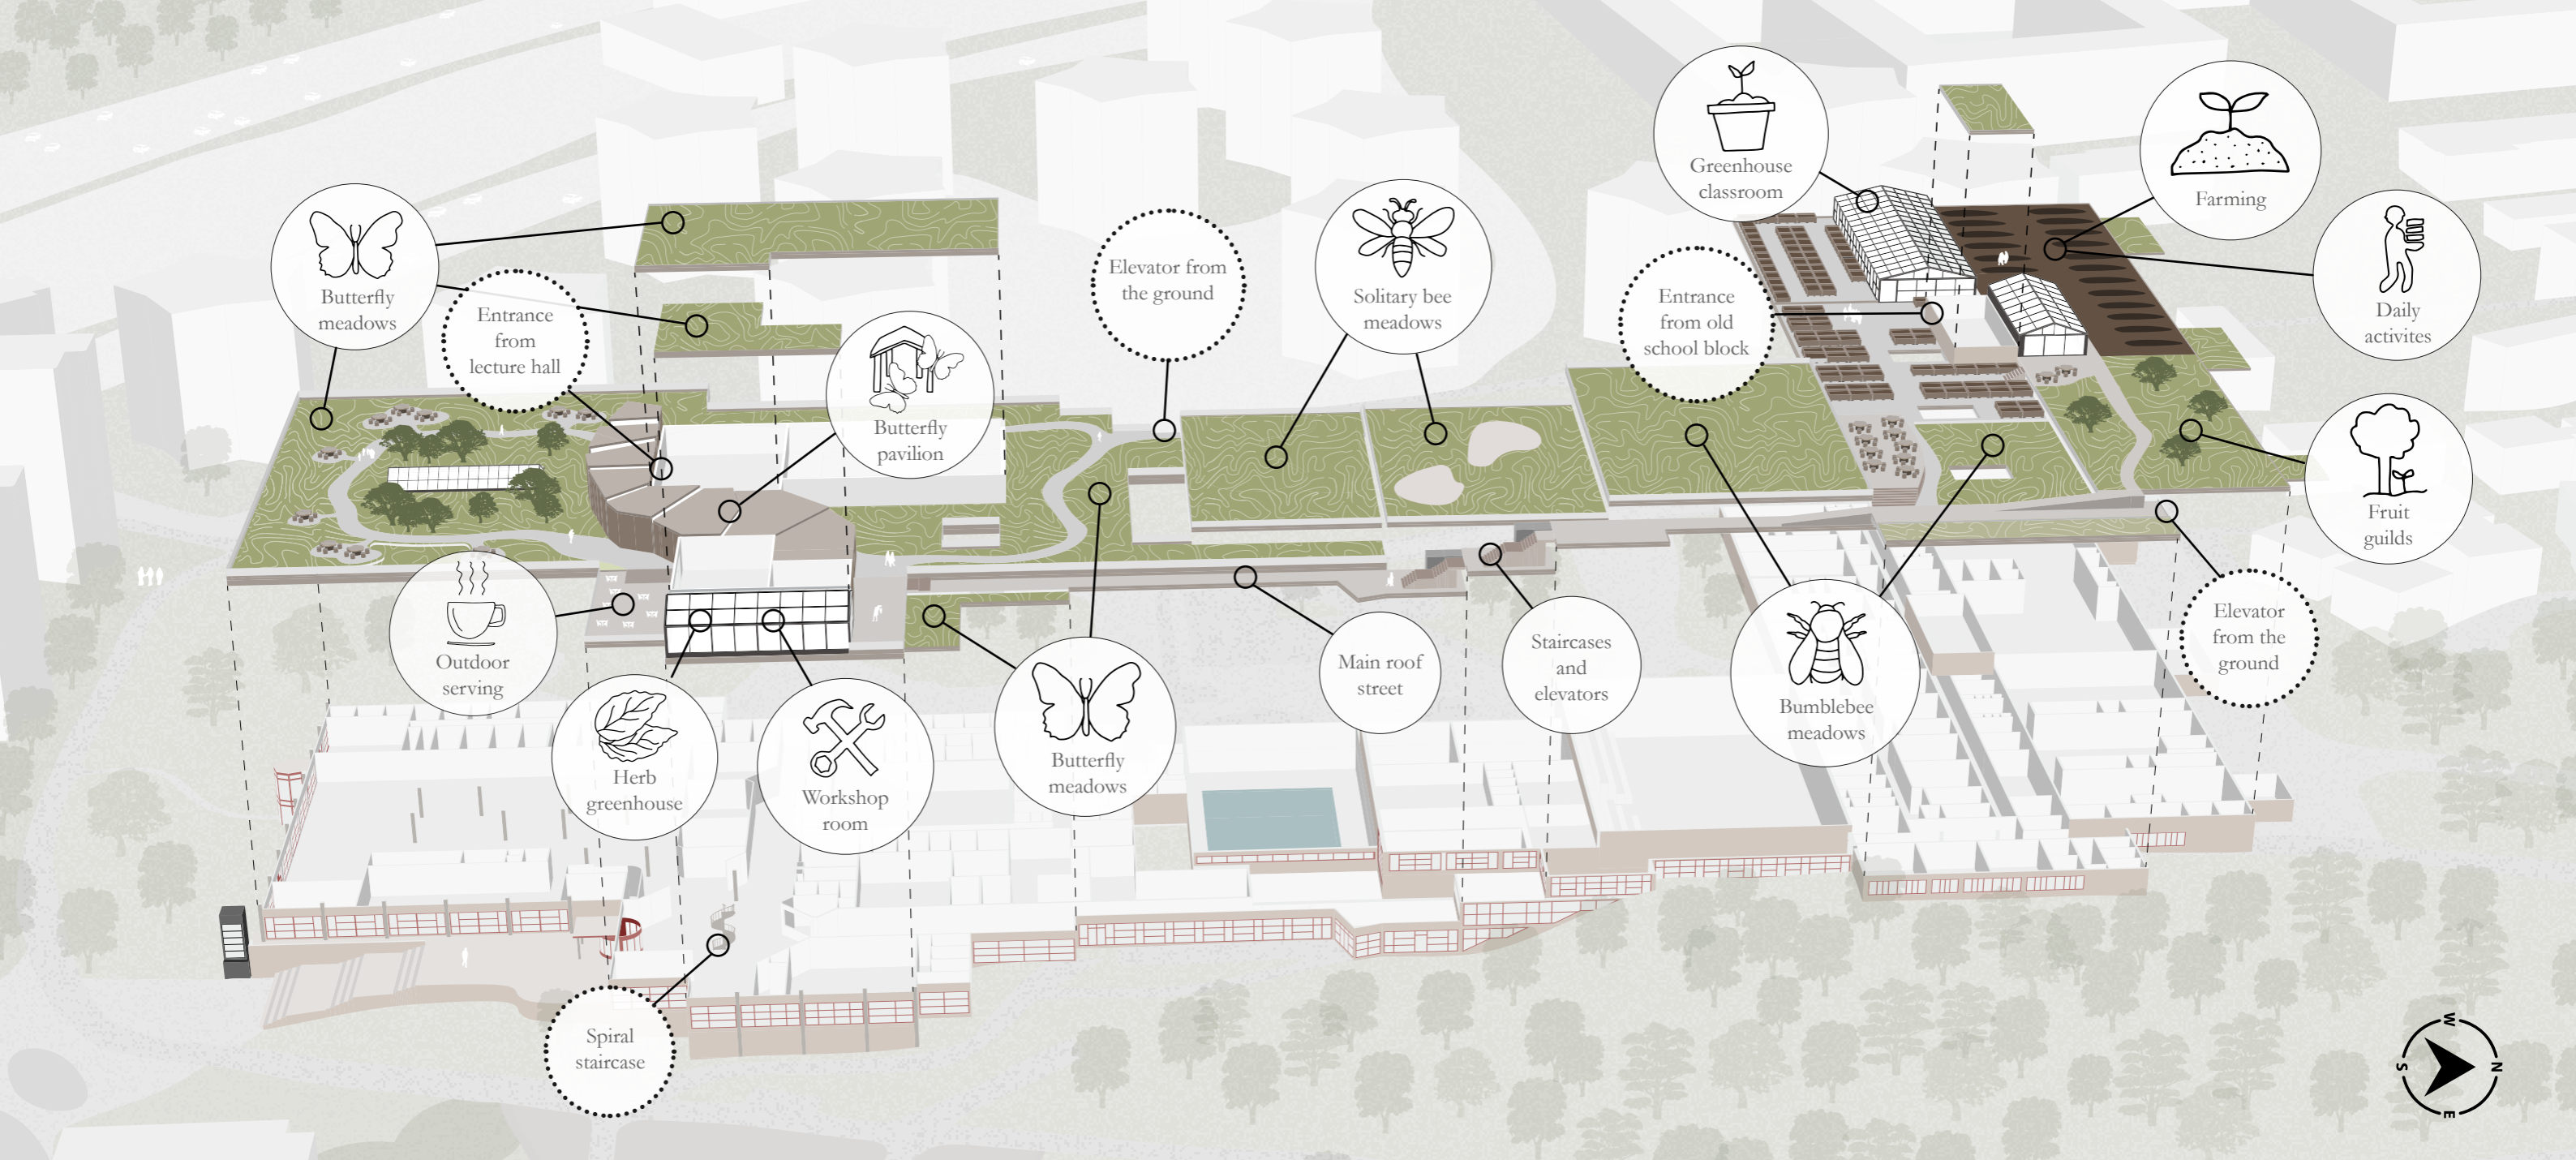 Greenhouse
classroom
Farming
Butterfly
meadows
Entrance
from
lecture hall
Elevator from
the ground
Solitary bee
meadows
Entrance
from old
school block
Daily
activites
Butterfly
pavilion
Fruit
guilds
Outdoor
serving
Herb
greenhouse
Workshop
room
Butterfly
meadows
Main roof
street
Staircases
and
elevators
Bumblebee
meadows
Elevator
from the
ground
Spiral
staircase
W
S
N
E